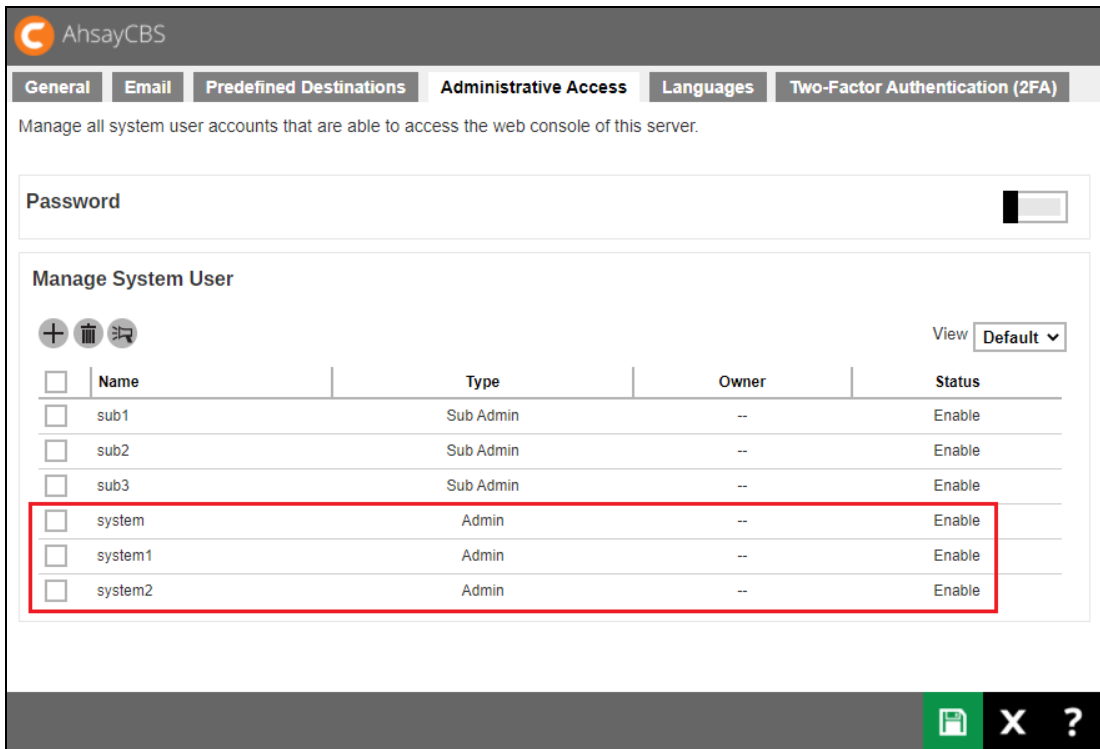 AhsayCBS
General Email Predefined Destinations Administrative Access Languages Two-Factor Authentication (2FA)
Manage all system user accounts that are able to access the web console of this server.
Password
Manage System User
View Default
Name Type Owner Status
sub1 Sub Admin -- Enable
sub2 Sub Admin -- Enable
sub3 Sub Admin -- Enable
system Admin -- Enable
system1 Admin -- Enable
system2 Admin -- Enable
X ?